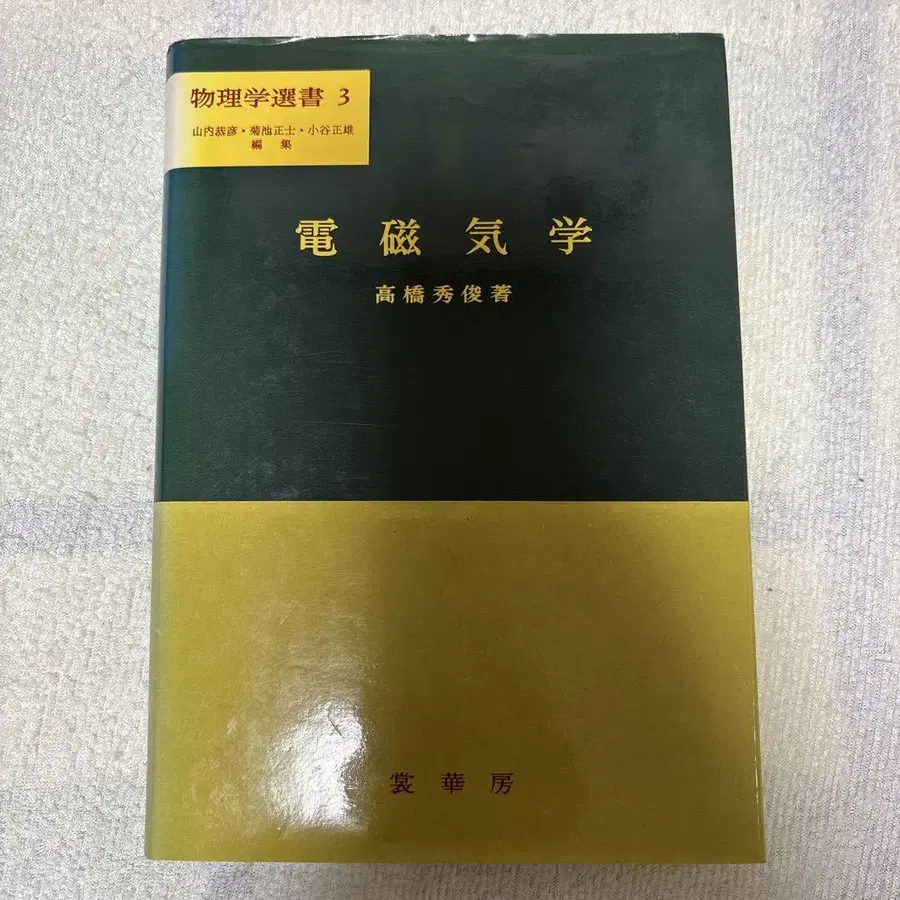 物理学選書 3
山内恭彦・菊池正士・小谷正雄
編 集
電磁気学
高橋秀俊著
裳華房